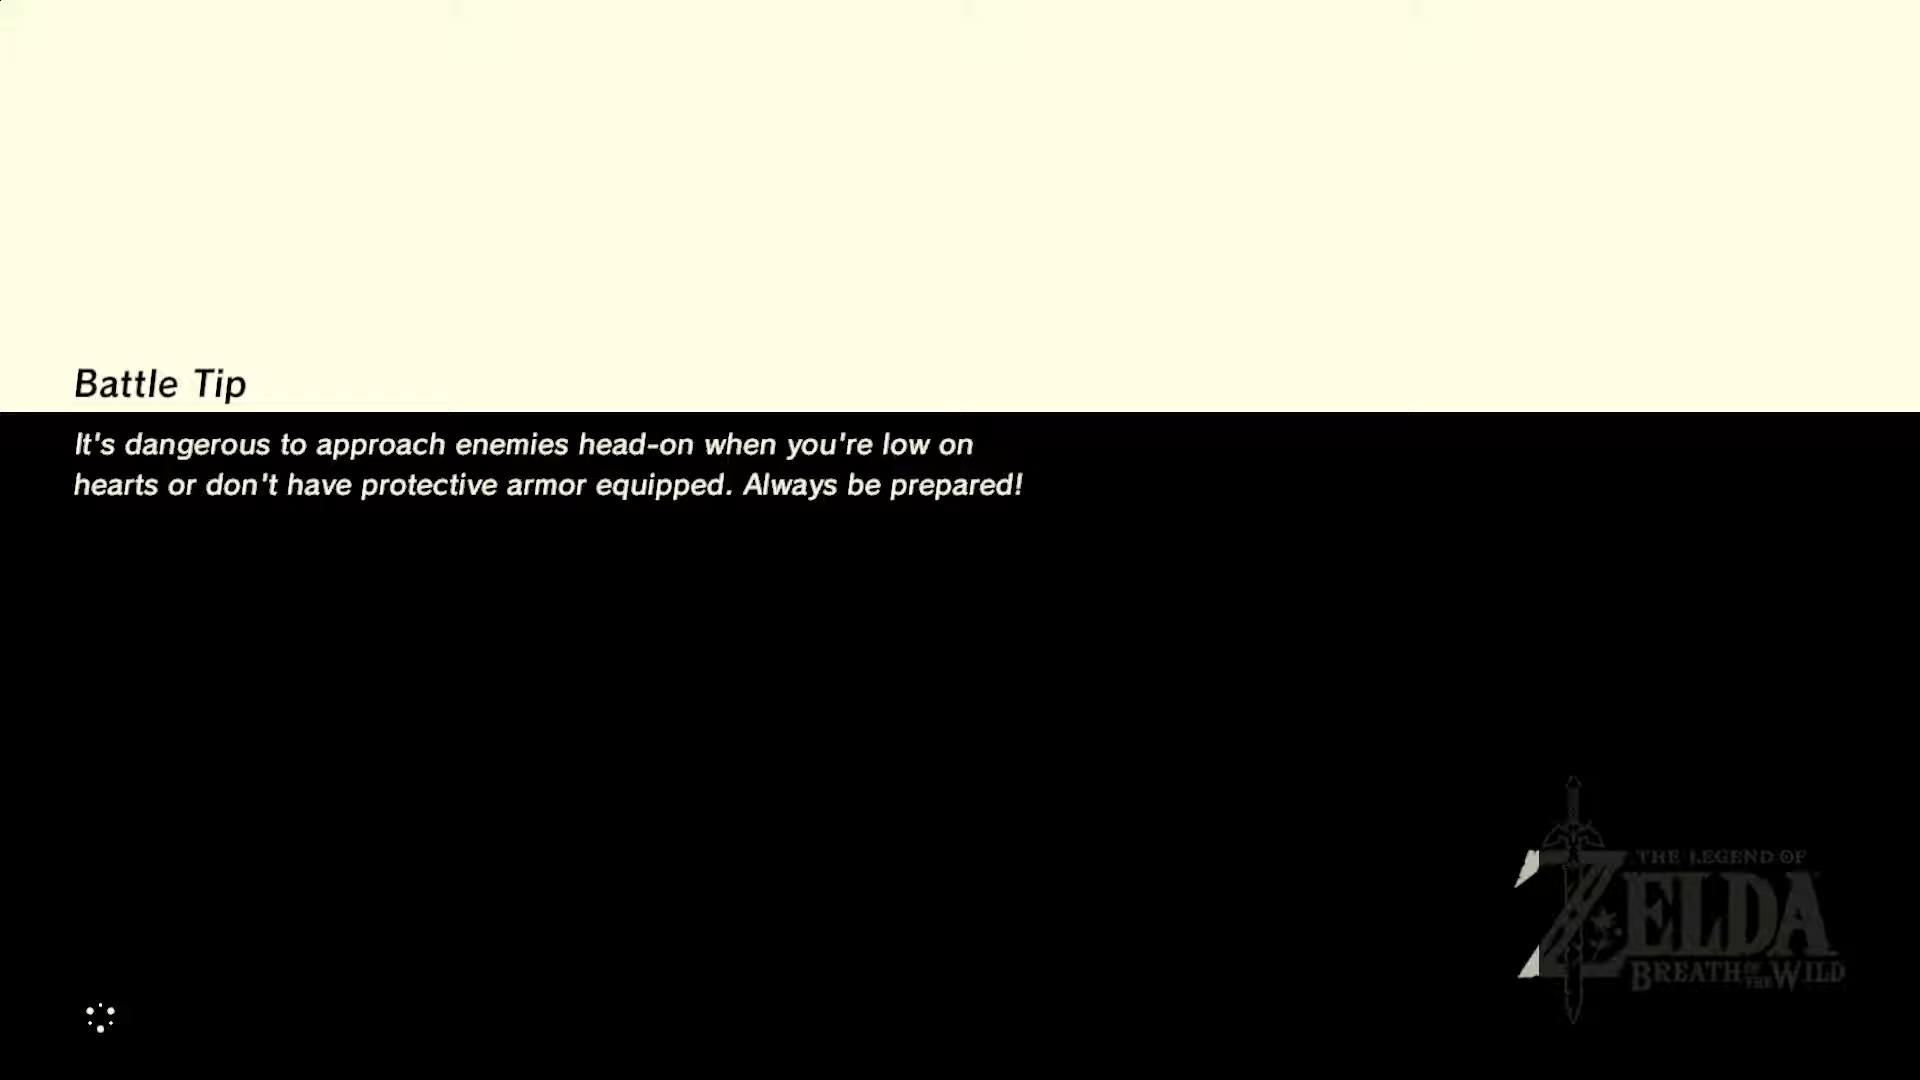 Battle Tip
It's dangerous to approach enemies head-on when you're low on
hearts or don't have protective armor equipped. Always be prepared!
THE LEGEND OF
ZELDA
BREATH OF THE WILD